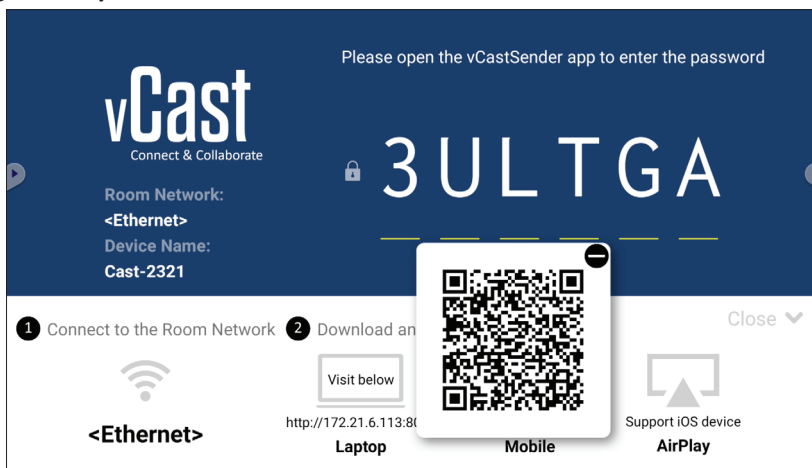 Please open the vCastSender app to enter the password
vCast
Connect & Collaborate
3ULTGA
Room Network:
<Ethernet>
Device Name:
Cast-2321
1 Connect to the Room Network
2 Download an
Close
Visit below
http://172.21.6.113:80
Support iOS device
<Ethernet>
Laptop
Mobile
AirPlay